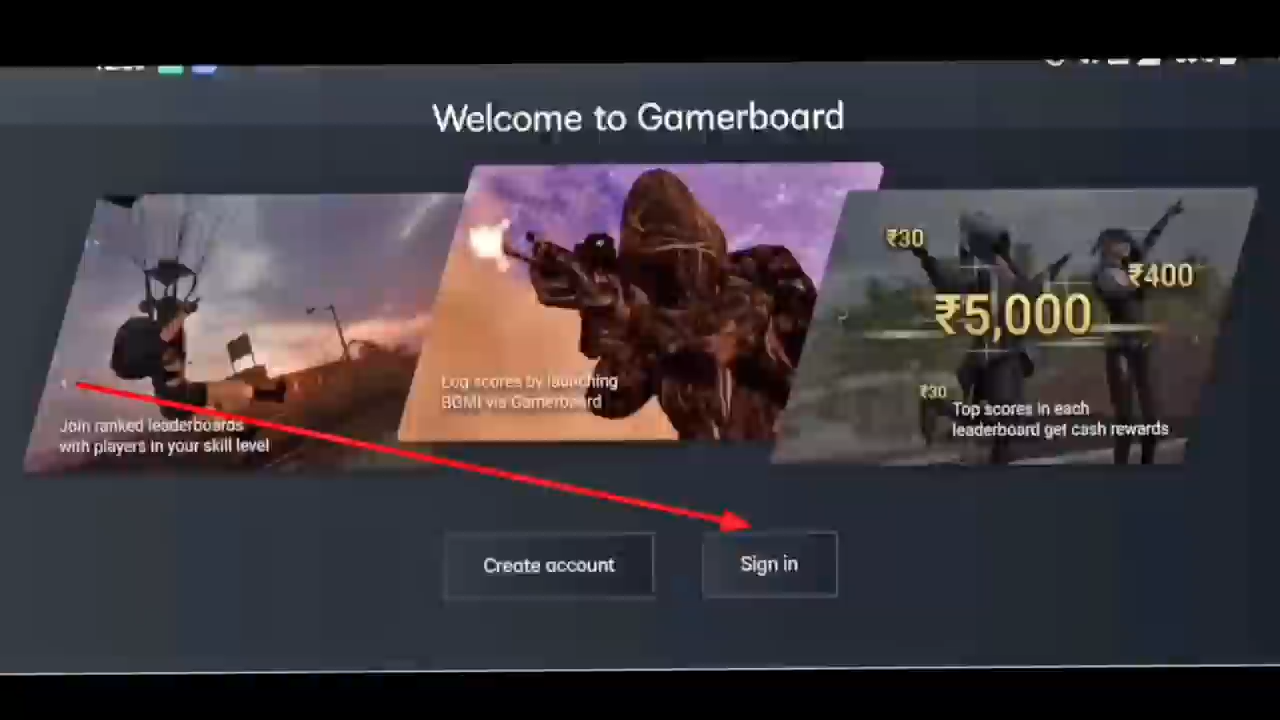 Welcome to Gamerboard
₹30
₹400
₹5,000
₹30
Log scores by launching
BGMI via Gamerboard
Top scores in each
leaderboard get cash rewards
Join ranked leaderboards
with players in your skill level
Create account
Sign in